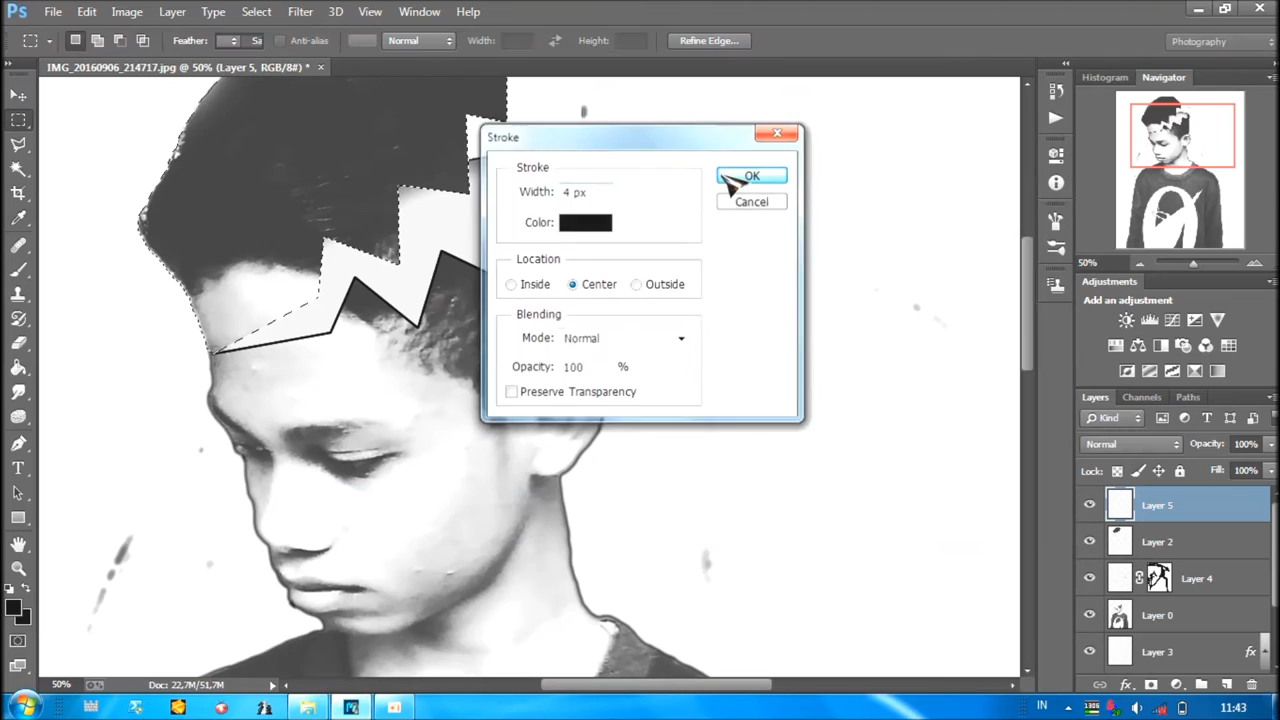 Ps File Edit Image Layer Type Select Filter 3D View Window Help
Feather: Sa Anti-alias Normal Width: Height: Refine Edge... Photography
IMG_20160906_214717.jpg @ 50% (Layer 5, RGB/8#) * ×
Histogram Navigator
Stroke
Stroke
OK
Width: 4 px
Cancel
Color:
Location
Inside Center Outside
50%
Adjustments
Add an adjustment
Blending
Mode: Normal
Opacity: 100 %
Preserve Transparency
Layers Channels Paths
Kind
Normal Opacity: 100%
Lock: Fill: 100%
Layer 5
Layer 2
Layer 4
Layer 0
Layer 3 fx
50% Doc: 22,7M/51,7M
fx
IN 11:43